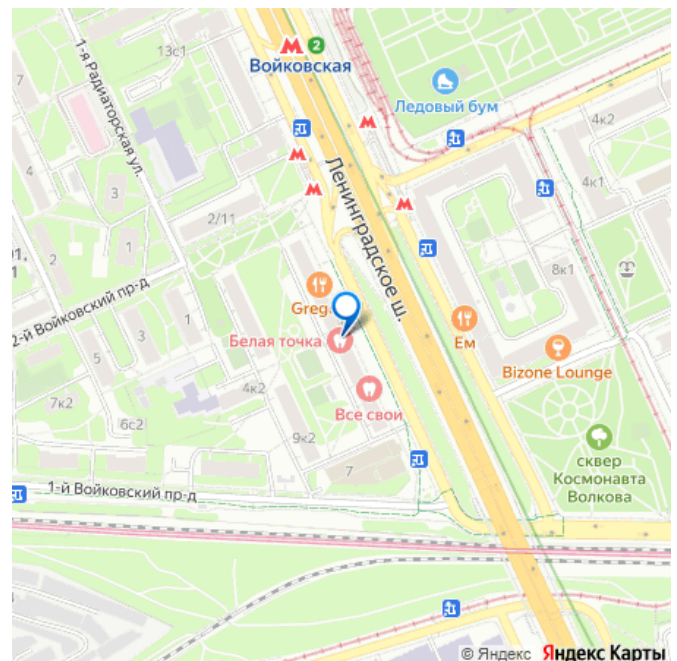 13с1
2
Войковская
7
1-я Радиаторская ул.
Ледовый бум
4к2
4
3
4к1
2/11
Ленинградское ш.
1
2
8к1
2-й Войковский пр-д
1
3
5
Белая точка
Ем
Bizone Lounge
4к2
7к2
Все свои
6с2
9к2
7
сквер
Космонавта
Волкова
1-й Войковский пр-д
© Яндекс Яндекс Карты